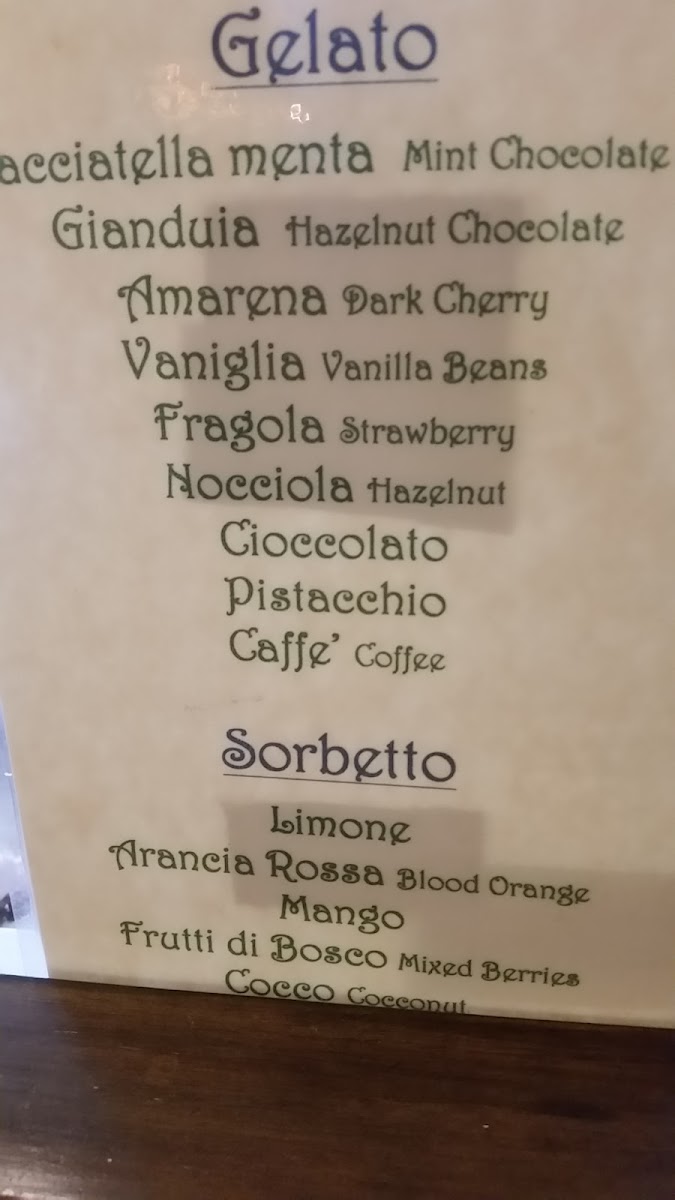 Gelato
acciatella menta Mint Chocolate
Gianduia Hazelnut Chocolate
Amarena Dark Cherry
Vaniglia Vanilla Beans
Fragola Strawberry
Nocciola Hazelnut
Cioccolato
Pistacchio
Caffe' Coffee
Sorbetto
Limone
Arancia Rossa Blood Orange
Mango
Frutti di Bosco Mixed Berries
Cocco Cocconut